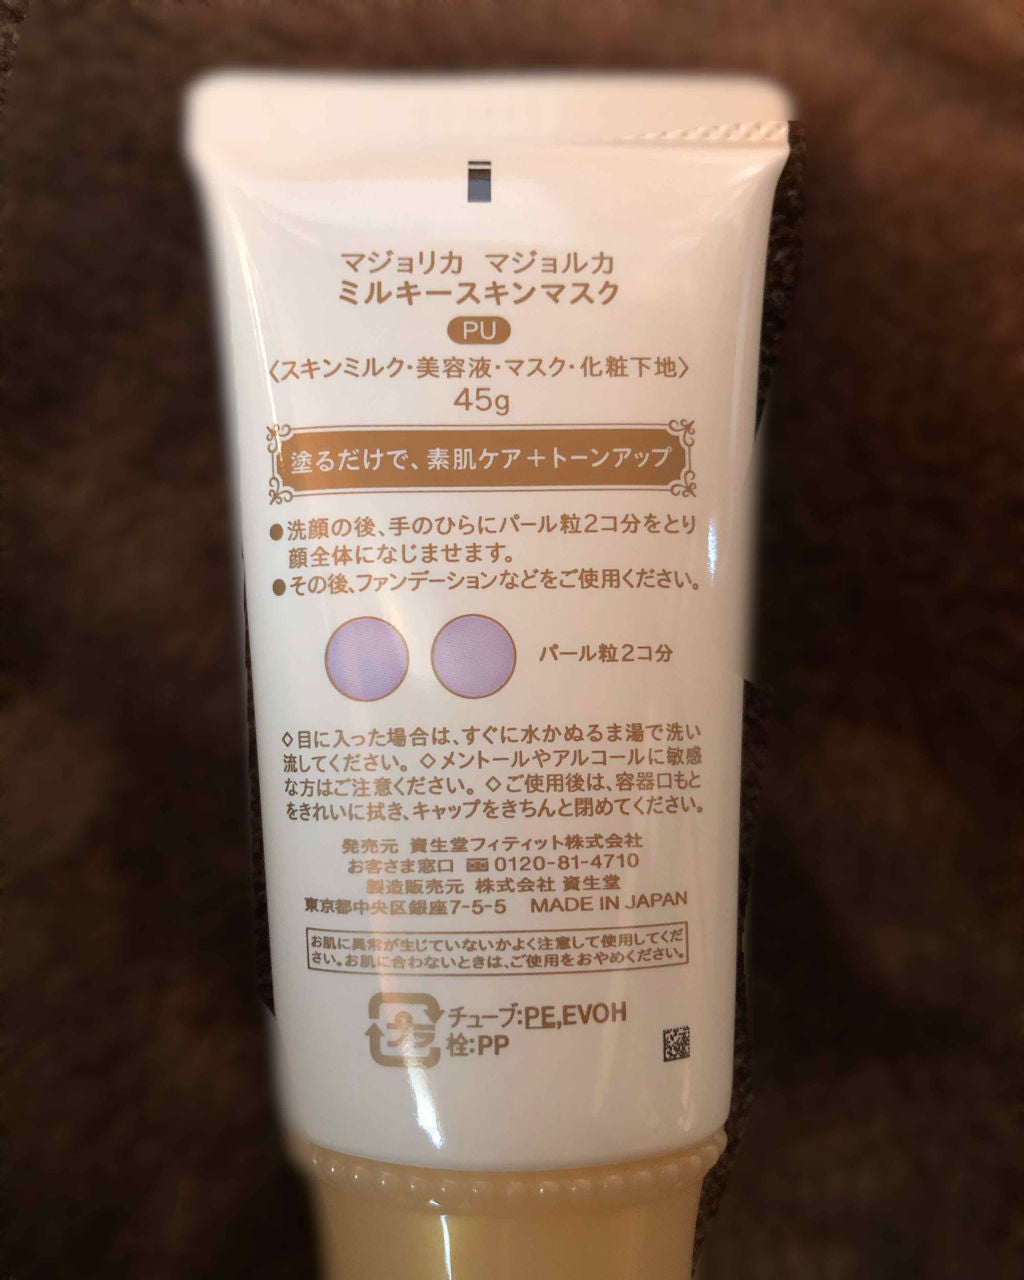 マジョリカ マジョルカ
ミルキースキンマスク
PU
〈スキンミルク・美容液・マスク・化粧下地〉
45g
塗るだけで、素肌ケア＋トーンアップ
●洗顔の後、手のひらにパール粒2コ分をとり
顔全体になじませます。
●その後、ファンデーションなどをご使用ください。
パール粒2コ分
◇目に入った場合は、すぐに水かぬるま湯で洗い
流してください。◇メントールやアルコールに敏感
な方はご注意ください。◇ご使用後は、容器口もと
をきれいに拭き、キャップをきちんと閉めてください。
発売元 資生堂フィティット株式会社
お客さま窓口 0120-81-4710
製造販売元 株式会社 資生堂
東京都中央区銀座7-5-5 MADE IN JAPAN
お肌に異常が生じていないかよく注意して使用してくだ
さい。お肌に合わないときは、ご使用をおやめください。
プラ
チューブ:PE,EVOH
栓:PP